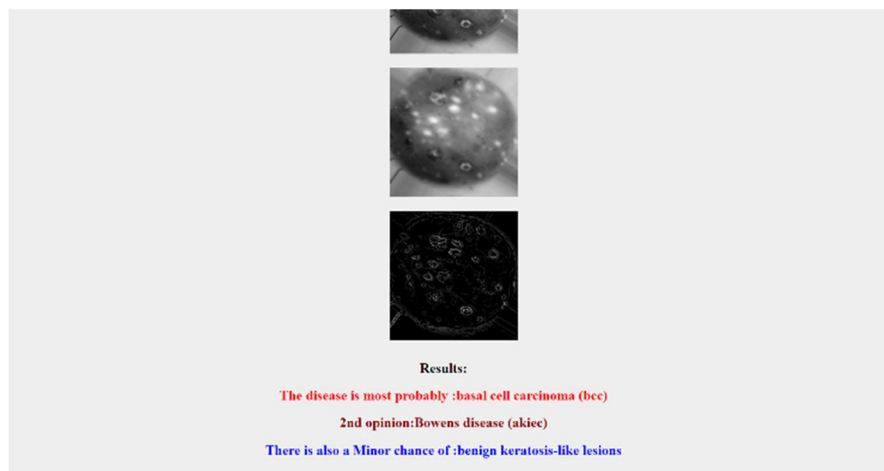 Results:
The disease is most probably :basal cell carcinoma (bcc)
2nd opinion:Bowens disease (akiec)
There is also a Minor chance of :benign keratosis-like lesions